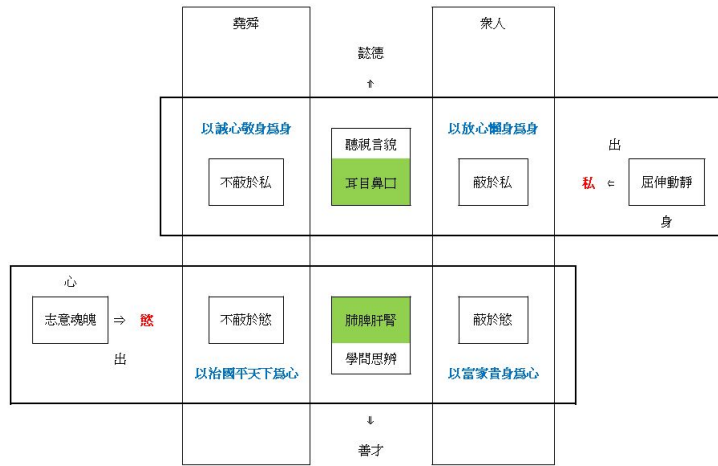 堯舜
衆人
懿德
↑
以誠心敬身爲身
以放心懶身爲身
聽視言貌
出
不蔽於私
耳目鼻口
蔽於私
私
⇐
屈伸動靜
身
心
志意魂魄
⇒
慾
不蔽於慾
肺脾肝腎
蔽於慾
出
學問思辨
以治國平天下爲心
以富家貴身爲心
↓
善才